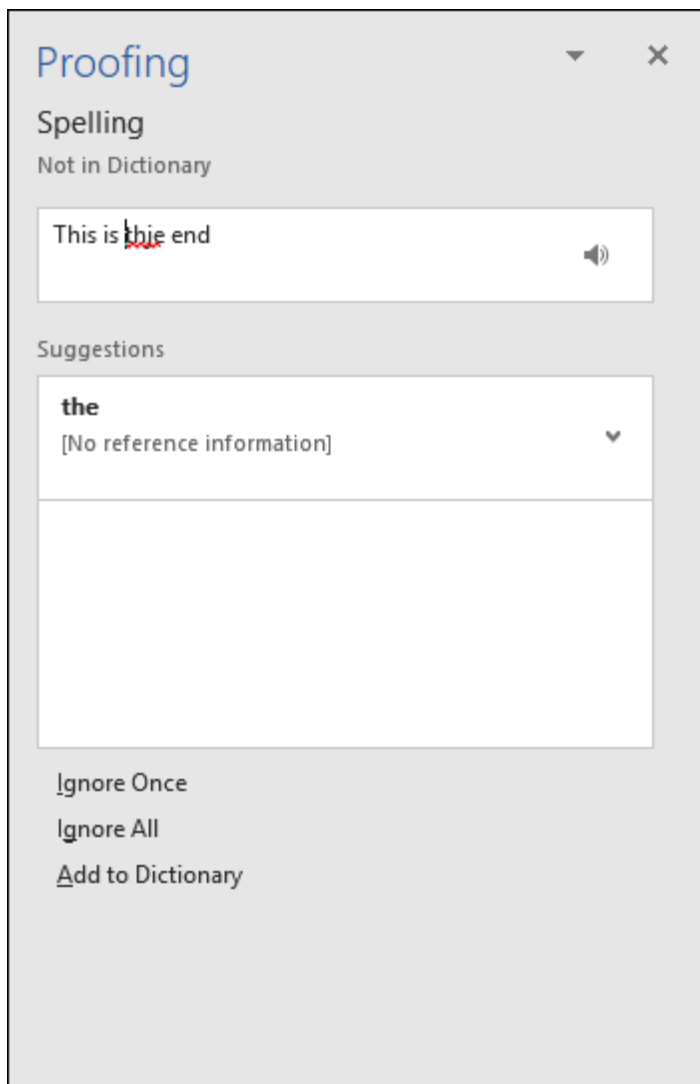 Proofing
Spelling
Not in Dictionary
This is thie end
Suggestions
the
[No reference information]
Ignore Once
Ignore All
Add to Dictionary